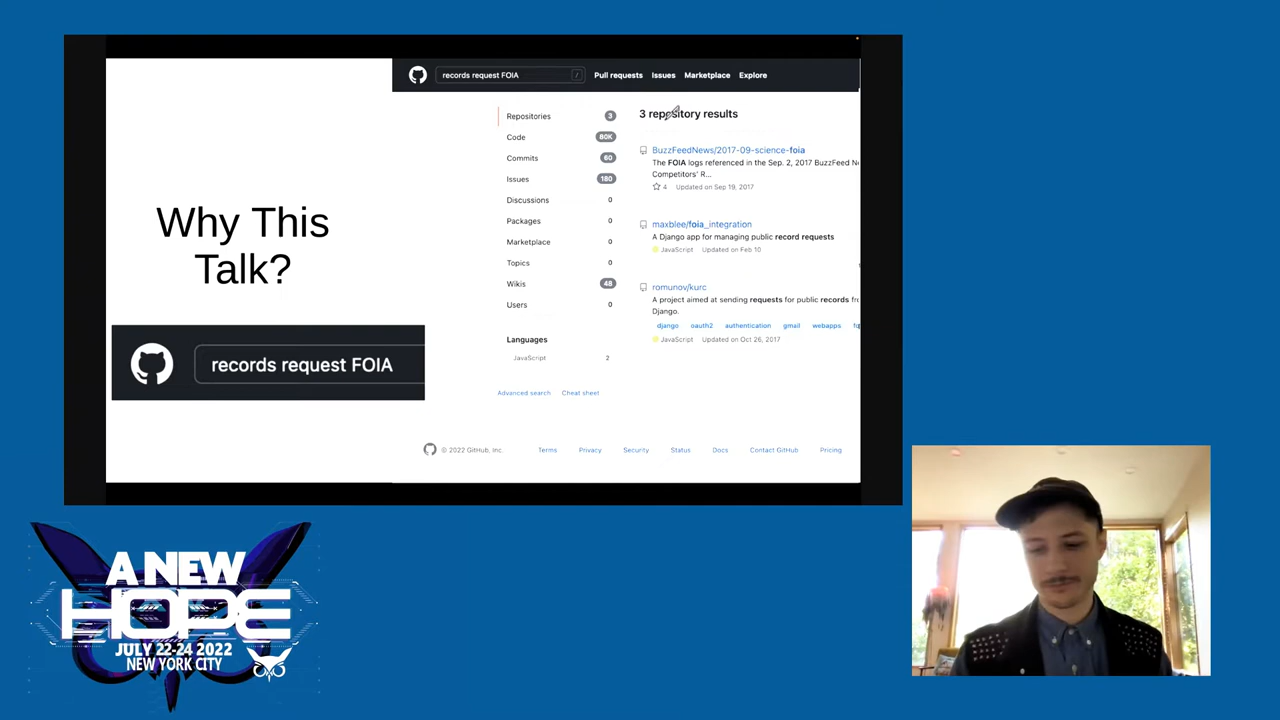 Why This
Talk?
records request FOIA
records request FOIA
/
Pull requests
Issues
Marketplace
Explore
Repositories 3
Code 80K
Commits 60
Issues 180
Discussions 0
Packages 0
Marketplace 0
Topics 0
Wikis 48
Users 0
Languages
JavaScript 2
Advanced search
Cheat sheet
3 repository results
BuzzFeedNews/2017-09-science-foia
The FOIA logs referenced in the Sep. 2, 2017 BuzzFeed
Competitors' R...
4 Updated on Sep 19, 2017
maxblee/foia_integration
A Django app for managing public record requests
JavaScript Updated on Feb 10
romunov/kurc
A project aimed at sending requests for public records
Django.
django oauth2 authentication gmail webapps
JavaScript Updated on Oct 26, 2017
© 2022 GitHub, Inc.
Terms
Privacy
Security
Status
Docs
Contact GitHub
Pricing
A NEW
HOPE
JULY 22-24 2022
NEW YORK CITY